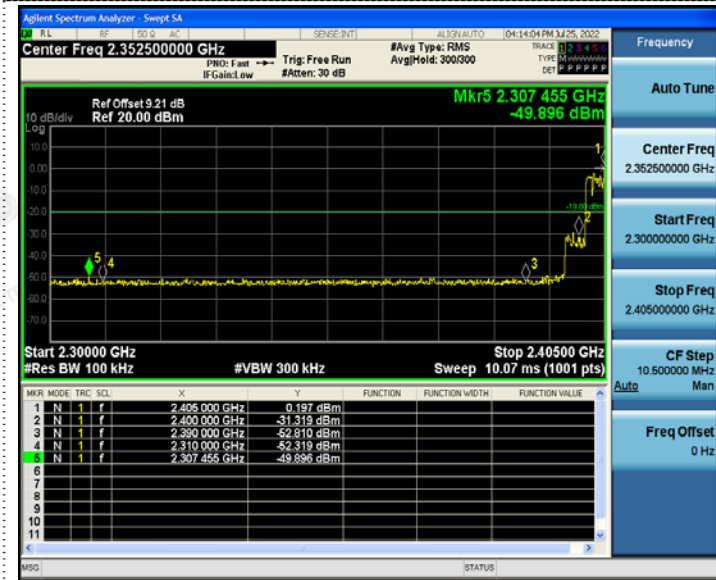 Agilent Spectrum Analyzer - Swept SA
RL RF 50 Ω AC SENSE:INT ALIGN AUTO 04:14:04 PM Jul 25, 2022
Center Freq 2.352500000 GHz
PNO: Fast
IFGain:Low
Trig: Free Run
#Atten: 30 dB
#Avg Type: RMS
Avg|Hold: 300/300
TRACE 1 2 3 4 5 6
TYPE M
DET P P P P P P
Ref Offset 9.21 dB
Ref 20.00 dBm
Mkr5 2.307 455 GHz
-49.896 dBm
10 dB/div
Log
10.0
0.00
-10.0
-20.0
-30.0
-40.0
-50.0
-60.0
-70.0
1
2
3
4
5
Start 2.30000 GHz
#Res BW 100 kHz
#VBW 300 kHz
Stop 2.40500 GHz
Sweep 10.07 ms (1001 pts)
MKR MODE TRC SCL X Y FUNCTION FUNCTION WIDTH FUNCTION VALUE
1 N 1 f 2.405 000 GHz 0.197 dBm
2 N 1 f 2.400 000 GHz -31.319 dBm
3 N 1 f 2.390 000 GHz -52.810 dBm
4 N 1 f 2.310 000 GHz -52.319 dBm
5 N 1 f 2.307 455 GHz -49.896 dBm
6
7
8
9
10
11
MSG STATUS
Frequency
Auto Tune
Center Freq
2.352500000 GHz
Start Freq
2.300000000 GHz
Stop Freq
2.405000000 GHz
CF Step
10.500000 MHz
Auto Man
Freq Offset
0 Hz